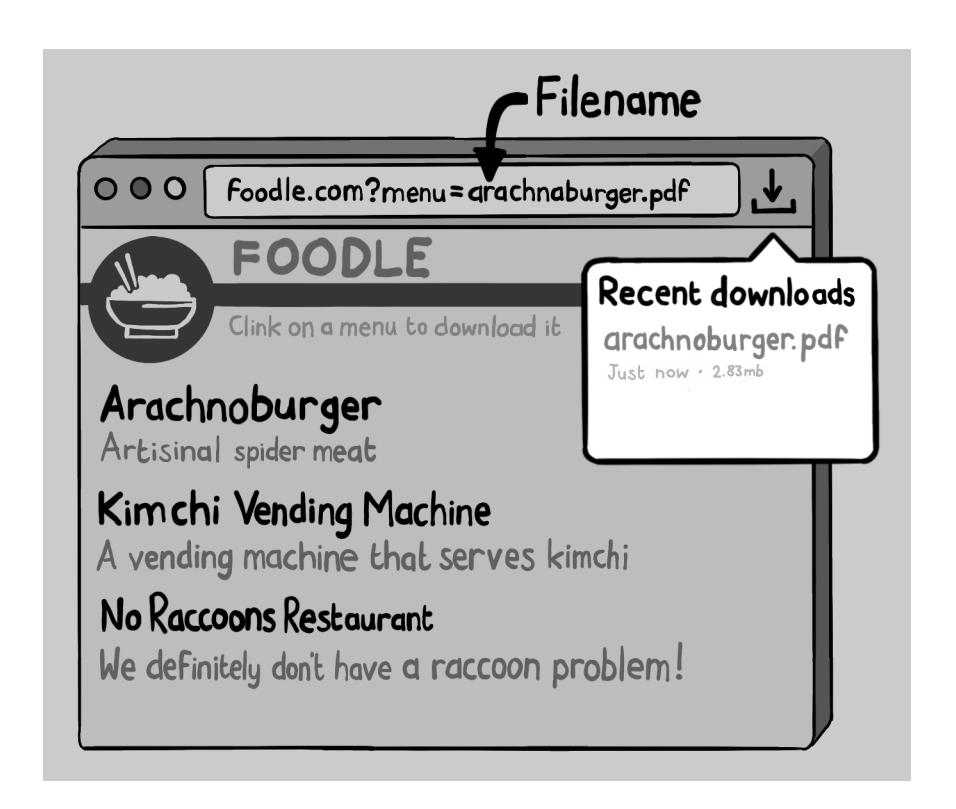 Filename
foodle.com?menu=arachnaburger.pdf
FOODLE
Clink on a menu to download it
Recent downloads
arachnoburger.pdf
Just now · 2.83mb
Arachnoburger
Artisinal spider meat
Kimchi Vending Machine
A vending machine that serves kimchi
No Raccoons Restaurant
We definitely don't have a raccoon problem!